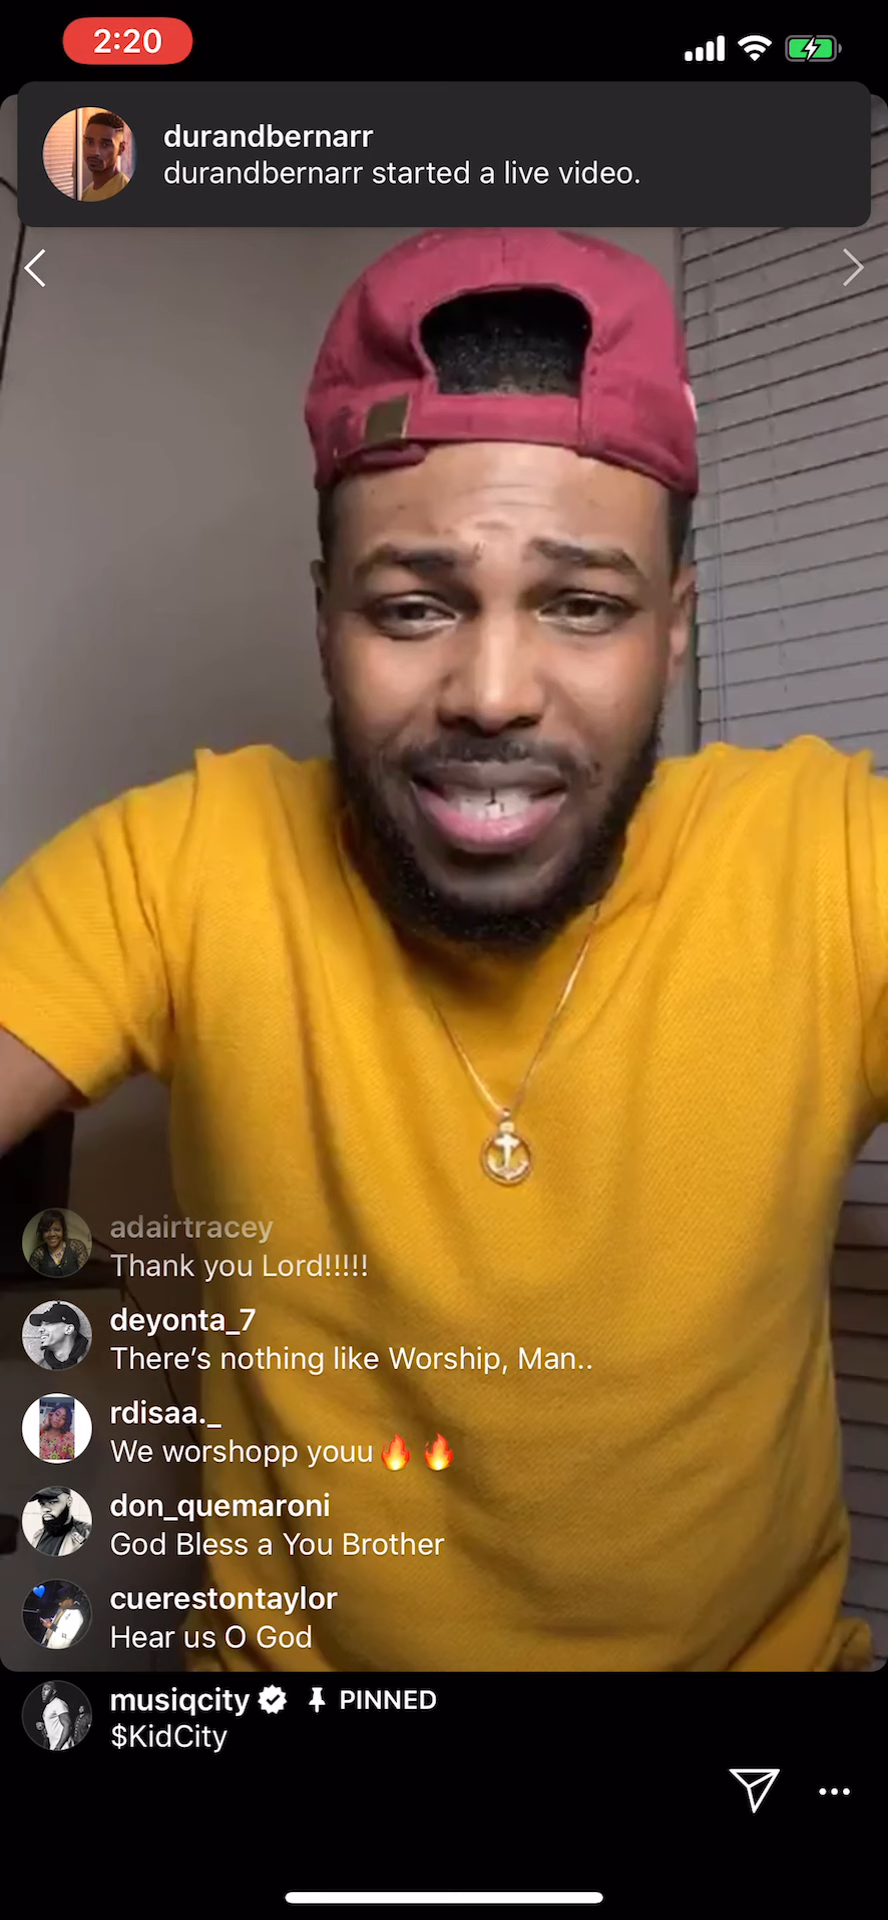 2:20
durandbernarr
durandbernarr started a live video.
adairtracey
Thank you Lord!!!!!
deyonta_7
There's nothing like Worship, Man..
rdisaa._
We worshopp youu🔥 🔥
don_quemaroni
God Bless a You Brother
cuerestontaylor
Hear us O God
musiqcity PINNED
$KidCity